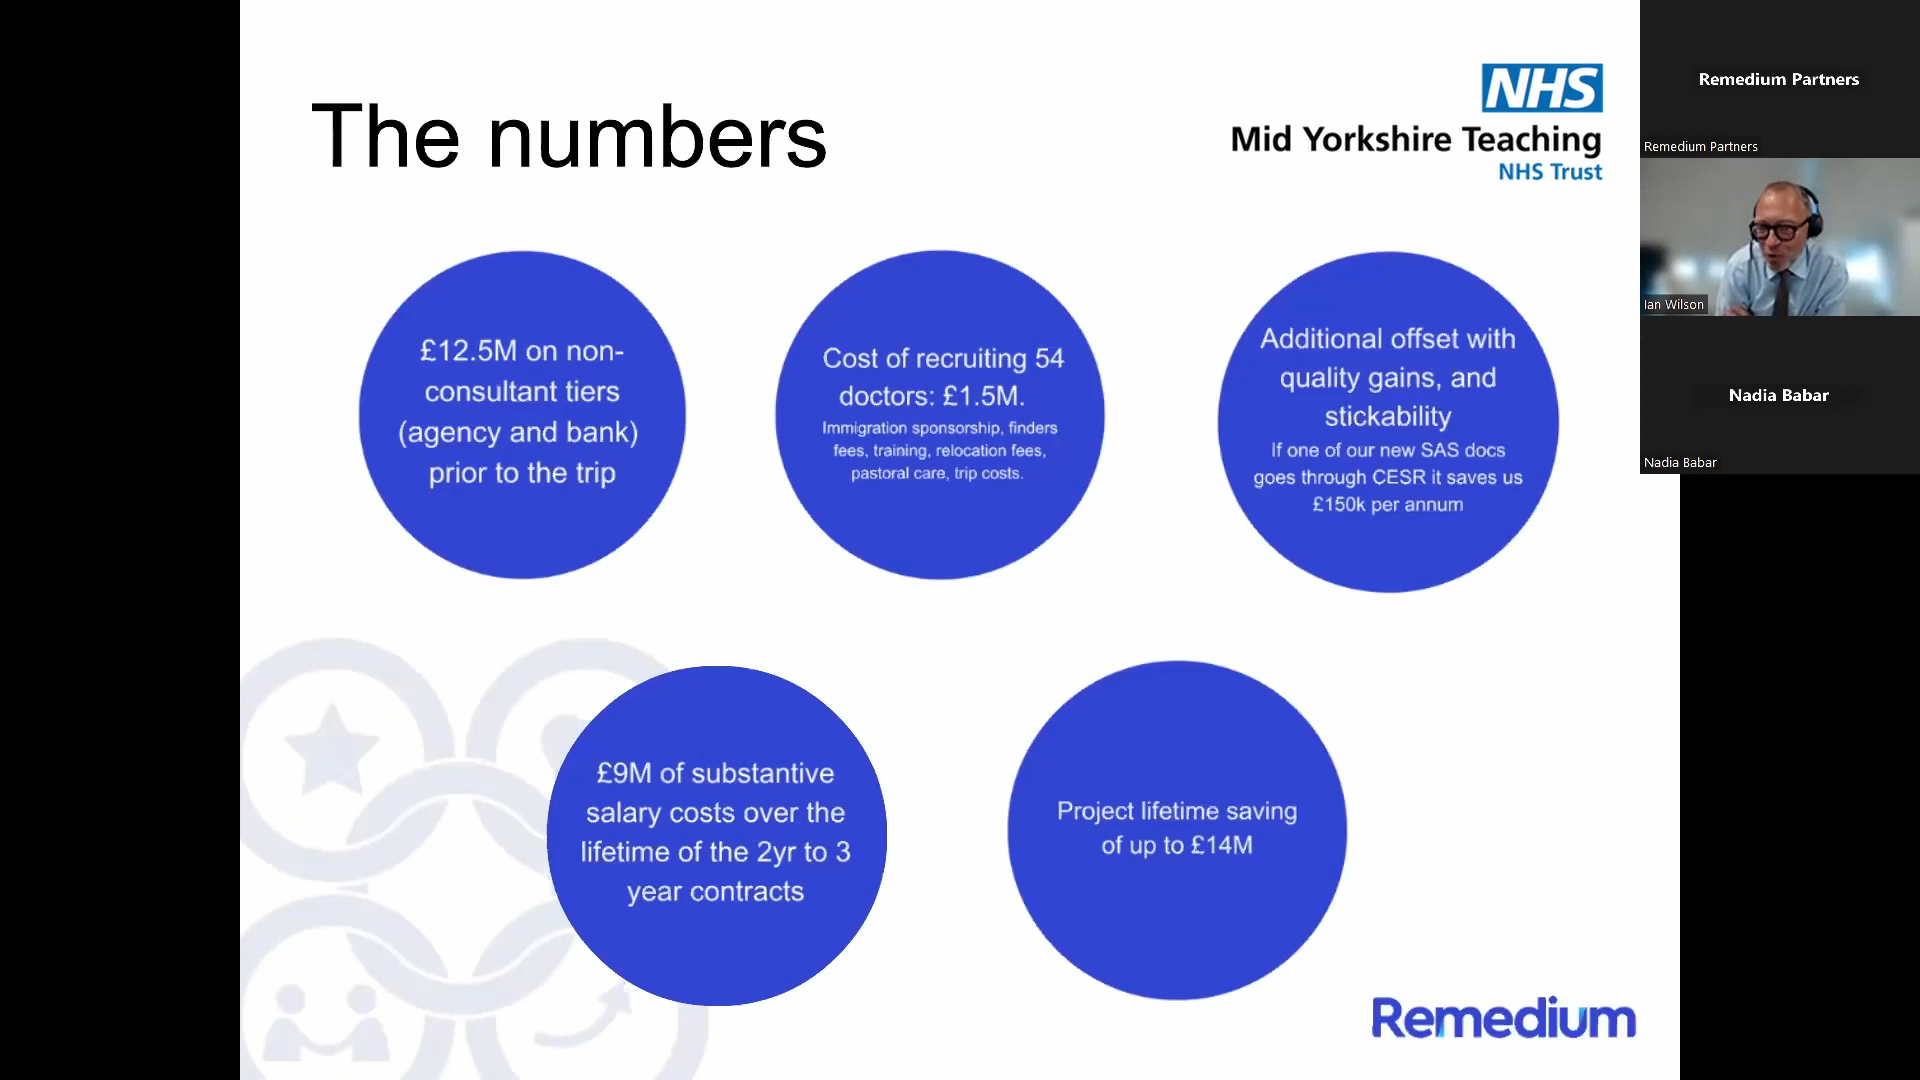 The numbers
NHS
Mid Yorkshire Teaching
NHS Trust
£12.5M on non-
consultant tiers
(agency and bank)
prior to the trip
Cost of recruiting 54
doctors: £1.5M.
Immigration sponsorship, finders
fees, training, relocation fees,
pastoral care, trip costs.
Additional offset with
quality gains, and
stickability
If one of our new SAS docs
goes through CESR it saves us
£150k per annum
£9M of substantive
salary costs over the
lifetime of the 2yr to 3
year contracts
Project lifetime saving
of up to £14M
Remedium
Remedium Partners
Remedium Partners
Ian Wilson
Nadia Babar
Nadia Babar